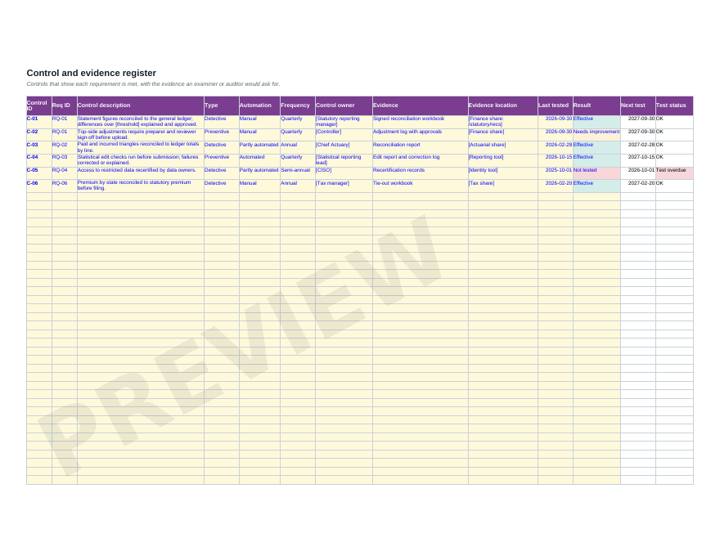 Control and evidence register
Controls that show each requirement is met, with the evidence an examiner or auditor would ask for.
Control ID Req ID Control description Type Automation Frequency Control owner Evidence Evidence location Last tested Result Next test Test status
C-01 RQ-01 Statement figures reconciled to the general ledger; differences over [threshold] explained and approved. Detective Manual Quarterly [Statutory reporting manager] Signed reconciliation workbook [Finance share /statutory/recs] 2026-09-30 Effective 2027-09-30 OK
C-02 RQ-01 Top-side adjustments require preparer and reviewer sign-off before upload. Preventive Manual Quarterly [Controller] Adjustment log with approvals [Finance share] 2026-09-30 Needs improvement 2027-09-30 OK
C-03 RQ-02 Paid and incurred triangles reconciled to ledger totals by line. Detective Partly automated Annual [Chief Actuary] Reconciliation report [Actuarial share] 2026-02-28 Effective 2027-02-28 OK
C-04 RQ-03 Statistical edit checks run before submission; failures corrected or explained. Preventive Automated Quarterly [Statistical reporting lead] Edit report and correction log [Reporting tool] 2026-10-15 Effective 2027-10-15 OK
C-05 RQ-04 Access to restricted data recertified by data owners. Detective Partly automated Semi-annual [CISO] Recertification records [Identity tool] 2025-10-01 Not tested 2026-10-01 Test overdue
C-06 RQ-06 Premium by state reconciled to statutory premium before filing. Detective Manual Annual [Tax manager] Tie-out workbook [Tax share] 2026-02-20 Effective 2027-02-20 OK
PREVIEW